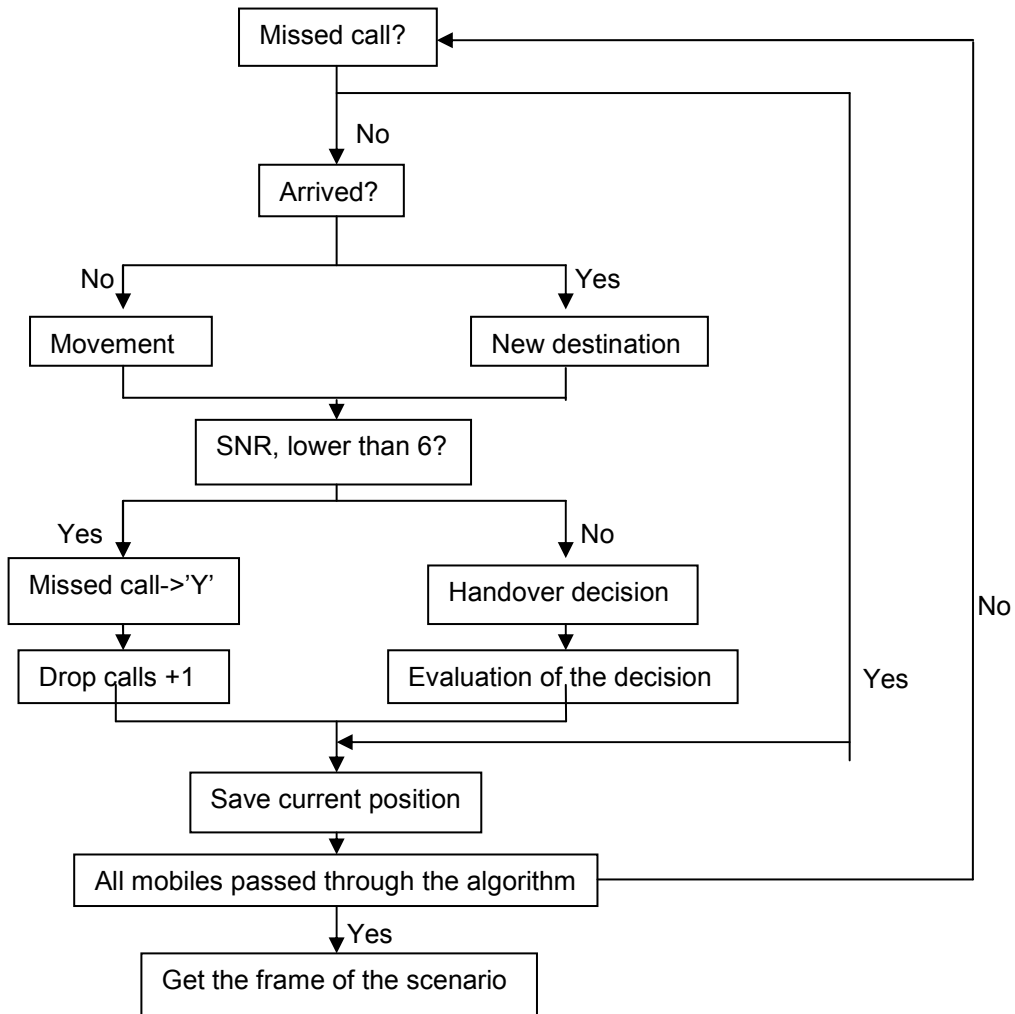 Missed call?
No
Arrived?
No
Yes
Movement
New destination
SNR, lower than 6?
Yes
No
Missed call->'Y'
Handover decision
No
Drop calls +1
Evaluation of the decision
Yes
Save current position
All mobiles passed through the algorithm
Yes
Get the frame of the scenario